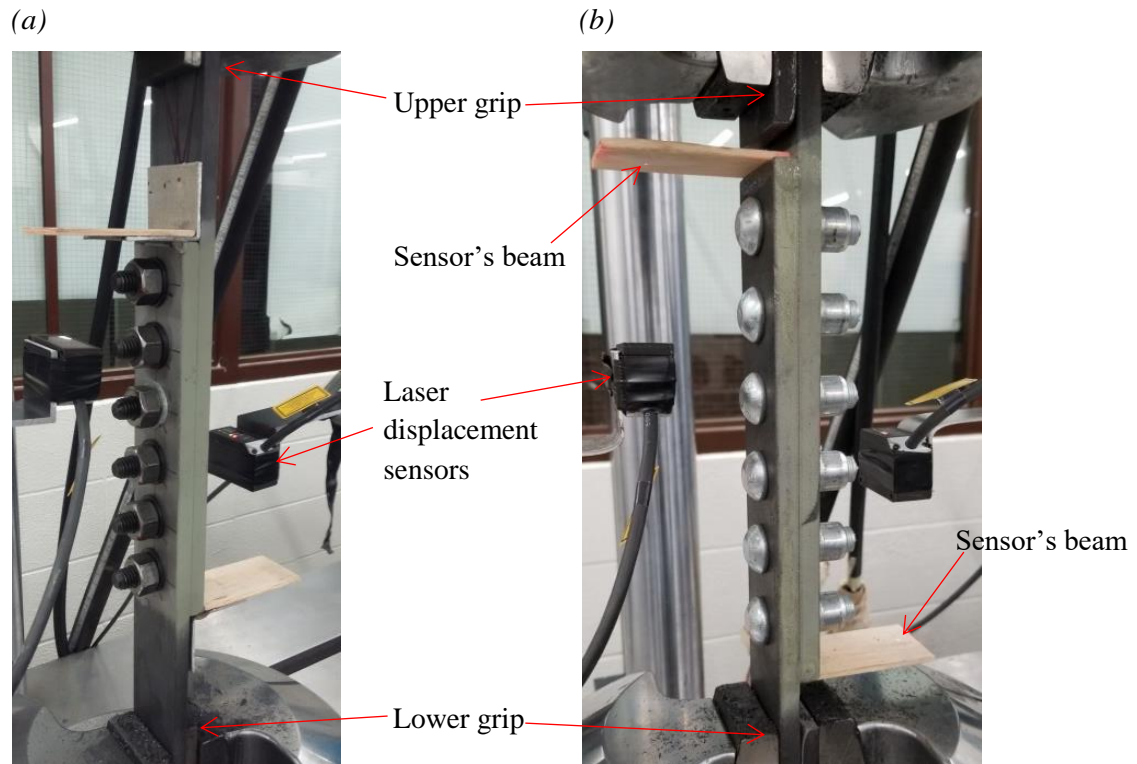 (a)
(b)
Upper grip
Sensor’s beam
Laser
displacement
sensors
Sensor’s beam
Lower grip